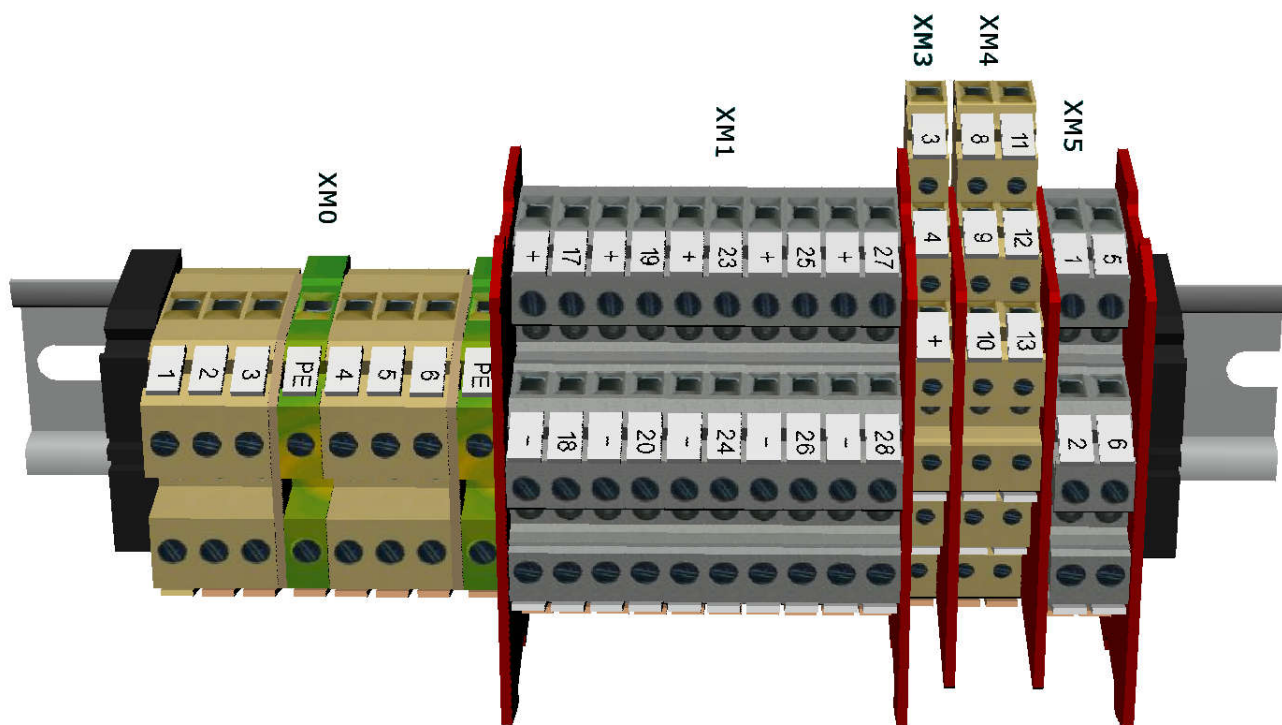 XM3 XM4
XM1 XM5
XM0
3 8 11
4 9 12
+ 17 + 19 + 23 + 25 + 27
1 5
+ 10 13
1 2 3 PE 4 5 6 PE
- 18 - 20 - 24 - 26 - 28
2 6